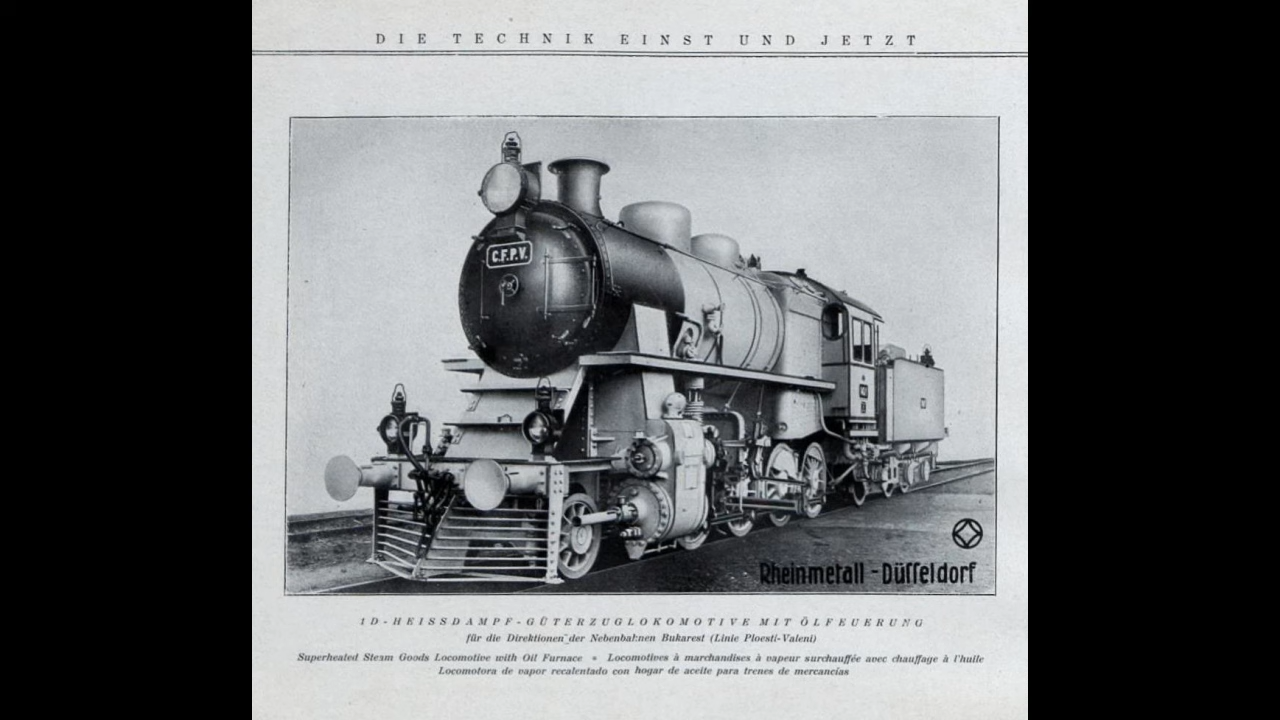 DIE TECHNIK EINST UND JETZT
C.F.P.V.
Rheinmetall - Düsseldorf
1D-HEISSDAMPF-GÜTERZUGLOKOMOTIVE MIT ÖLFEUERUNG
für die Direktionen der Nebenbahnen Bukarest (Linie Ploesti-Valeni)
Superheated Steam Goods Locomotive with Oil Furnace * Locomotives à marchandises à vapeur surchauffée avec chauffage à l'huile
Locomotora de vapor recalentado con hogar de aceite para trenes de mercancías